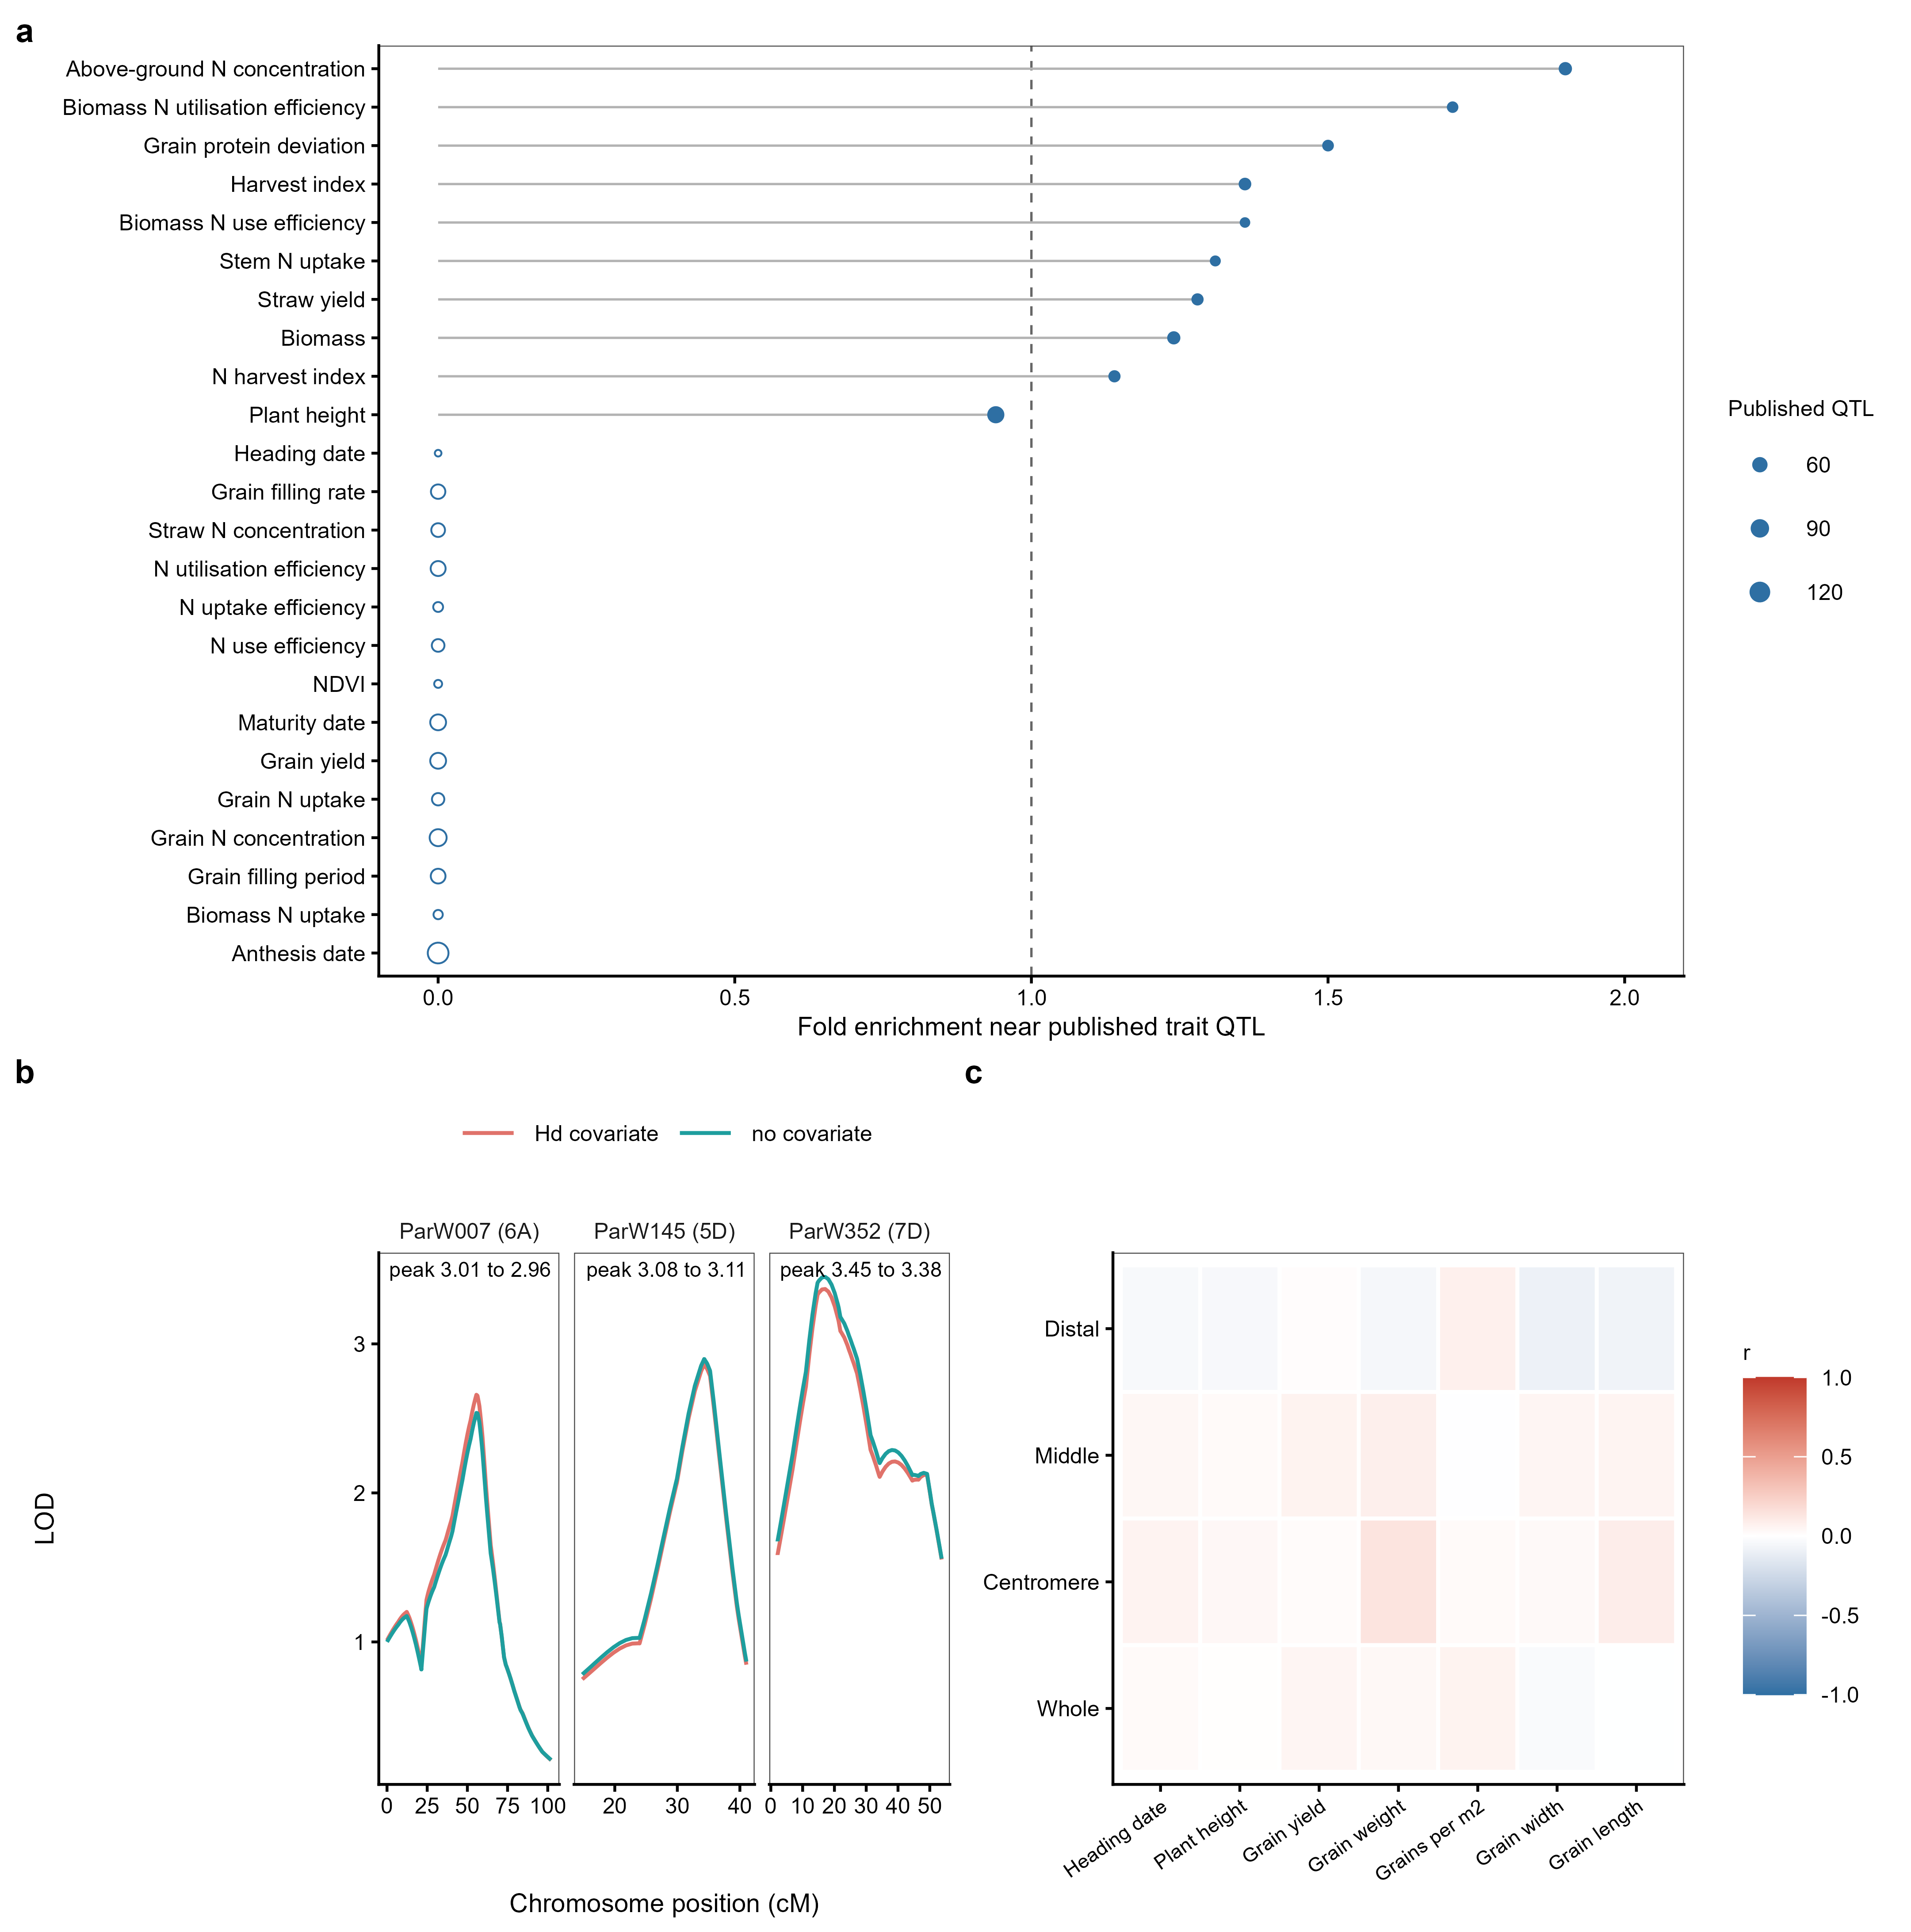 a
Above-ground N concentration
Biomass N utilisation efficiency
Grain protein deviation
Harvest index
Biomass N use efficiency
Stem N uptake
Straw yield
Biomass
N harvest index
Plant height
Heading date
Grain filling rate
Straw N concentration
N utilisation efficiency
N uptake efficiency
N use efficiency
NDVI
Maturity date
Grain yield
Grain N uptake
Grain N concentration
Grain filling period
Biomass N uptake
Anthesis date
0.0 0.5 1.0 1.5 2.0
Fold enrichment near published trait QTL
Published QTL
60
90
120
b
Hd covariate no covariate
ParW007 (6A) ParW145 (5D) ParW352 (7D)
peak 3.01 to 2.96 peak 3.08 to 3.11 peak 3.45 to 3.38
3
2
1
LOD
0 25 50 75 100 20 30 40 0 10 20 30 40 50
Chromosome position (cM)
c
Distal
Middle
Centromere
Whole
Heading date
Plant height
Grain yield
Grain weight
Grains per m2
Grain width
Grain length
r
1.0
0.5
0.0
-0.5
-1.0